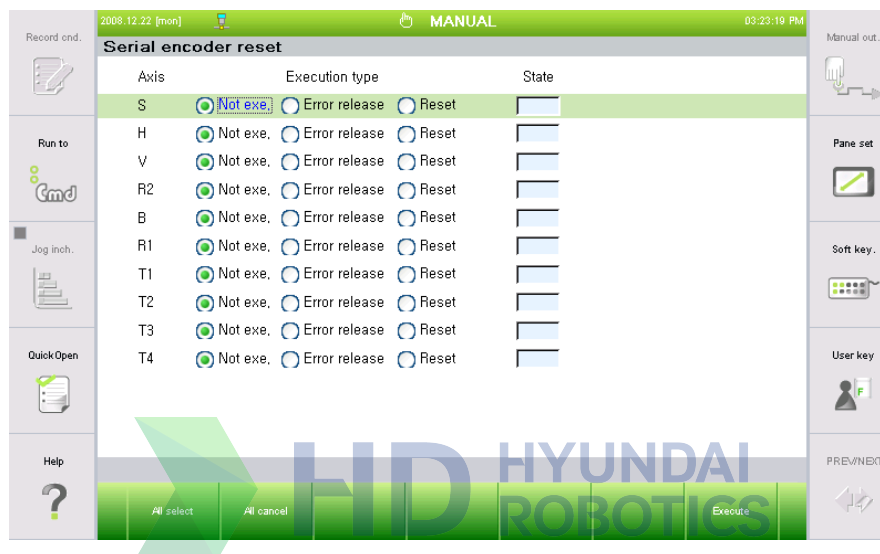 2008.12.22 [mon] MANUAL 03:23:19 PM
Record cnd.
Manual out.
Serial encoder reset
Axis Execution type State
S Not exe, Error release Reset
H Not exe, Error release Reset
Run to
Pane set
V Not exe, Error release Reset
Cmd
R2 Not exe, Error release Reset
B Not exe, Error release Reset
Jog inch.
R1 Not exe, Error release Reset
Soft key.
T1 Not exe, Error release Reset
T2 Not exe, Error release Reset
T3 Not exe, Error release Reset
QuickOpen
T4 Not exe, Error release Reset
User key
F
Help
HD HYUNDAI
ROBOTICS
PREV/NEXT
?
All select All cancel Execute